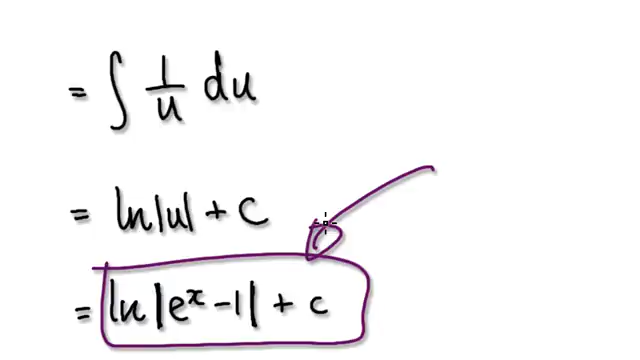 = ∫ 1/u du
= ln|u| + c
= ln|eˣ - 1| + c